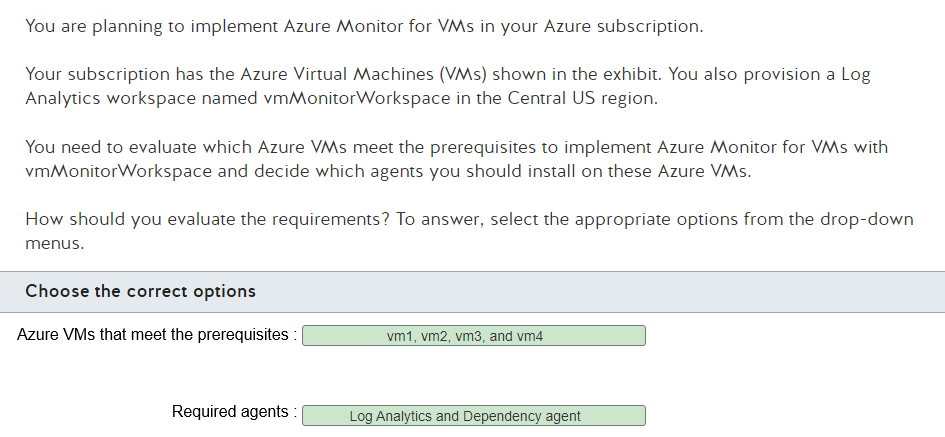 You are planning to implement Azure Monitor for VMs in your Azure subscription.
Your subscription has the Azure Virtual Machines (VMs) shown in the exhibit. You also provision a Log
Analytics workspace named vmMonitorWorkspace in the Central US region.
You need to evaluate which Azure VMs meet the prerequisites to implement Azure Monitor for VMs with
vmMonitorWorkspace and decide which agents you should install on these Azure VMs.
How should you evaluate the requirements? To answer, select the appropriate options from the drop-down
menus.
Choose the correct options
Azure VMs that meet the prerequisites : vm1, vm2, vm3, and vm4
Required agents : Log Analytics and Dependency agent